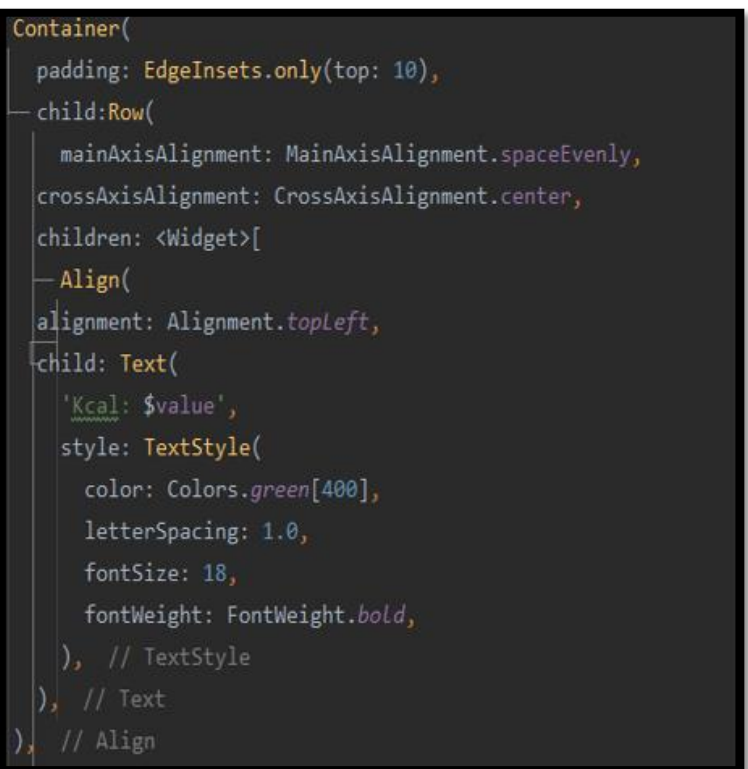 Container(
padding: EdgeInsets.only(top: 10),
child:Row(
mainAxisAlignment: MainAxisAlignment.spaceEvenly,
crossAxisAlignment: CrossAxisAlignment.center,
children: <Widget>[
Align(
alignment: Alignment.topLeft,
child: Text(
'Kcal: $value',
style: TextStyle(
color: Colors.green[400],
letterSpacing: 1.0,
fontSize: 18,
fontWeight: FontWeight.bold,
), // TextStyle
), // Text
), // Align